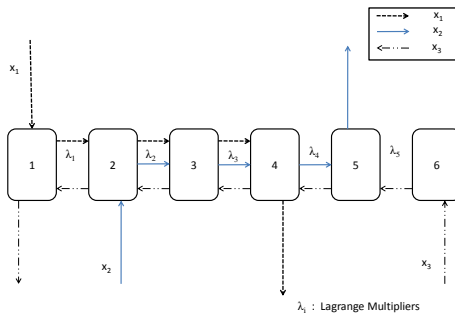 x₁
x₂
x₃
x₁
λ₁
λ₂
λ₃
λ₄
λ₅
1
2
3
4
5
6
x₂
x₃
λᵢ : Lagrange Multipliers